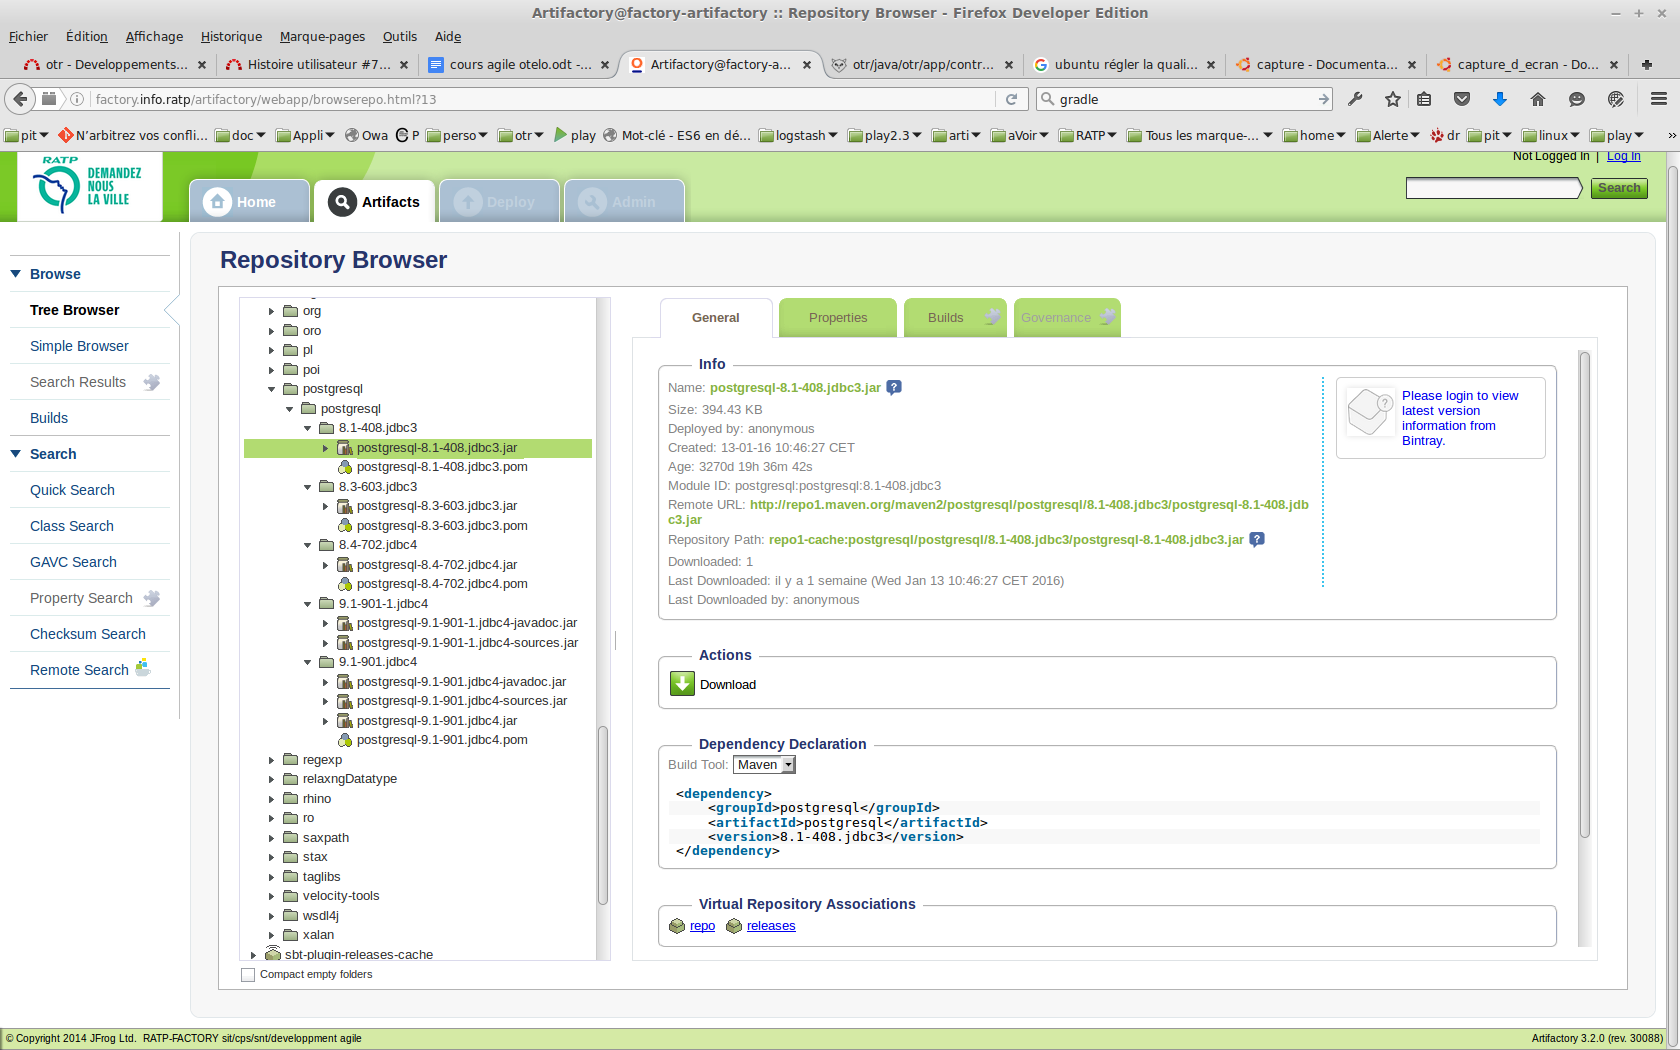 Artifactory@factory-artifactory :: Repository Browser - Firefox Developer Edition
Fichier Édition Affichage Historique Marque-pages Outils Aide
otr - Developpements... Histoire utilisateur #7... cours agile otelo.odt -... Artifactory@factory-a... otr/java/otr/app/contr... ubuntu régler la quali... capture - Documenta... capture_d_ecran - Do...
factory.info.ratp/artifactory/webapp/browserepo.html?13 gradle
pit N'arbitrez vos confli... doc Appli Owa P perso otr play Mot-clé - ES6 en dé... logstash play2.3 arti aVoir RATP Tous les marque-... home Alerte dr pit linux play »
RATP
DEMANDEZ
NOUS
LA VILLE
Not Logged In | Log In
Home Artifacts Deploy Admin
Search
Browse
Tree Browser
Simple Browser
Search Results
Builds
Search
Quick Search
Class Search
GAVC Search
Property Search
Checksum Search
Remote Search
Repository Browser
org
oro
pl
poi
postgresql
postgresql
8.1-408.jdbc3
postgresql-8.1-408.jdbc3.jar
postgresql-8.1-408.jdbc3.pom
8.3-603.jdbc3
postgresql-8.3-603.jdbc3.jar
postgresql-8.3-603.jdbc3.pom
8.4-702.jdbc4
postgresql-8.4-702.jdbc4.jar
postgresql-8.4-702.jdbc4.pom
9.1-901-1.jdbc4
postgresql-9.1-901-1.jdbc4-javadoc.jar
postgresql-9.1-901-1.jdbc4-sources.jar
9.1-901.jdbc4
postgresql-9.1-901.jdbc4-javadoc.jar
postgresql-9.1-901.jdbc4-sources.jar
postgresql-9.1-901.jdbc4.jar
postgresql-9.1-901.jdbc4.pom
regexp
relaxngDatatype
rhino
ro
saxpath
stax
taglibs
velocity-tools
wsdl4j
xalan
sbt-plugin-releases-cache
Compact empty folders
General Properties Builds Governance
Info
Name: postgresql-8.1-408.jdbc3.jar
Size: 394.43 KB
Deployed by: anonymous
Created: 13-01-16 10:46:27 CET
Age: 3270d 19h 36m 42s
Module ID: postgresql:postgresql:8.1-408.jdbc3
Remote URL: http://repo1.maven.org/maven2/postgresql/postgresql/8.1-408.jdbc3/postgresql-8.1-408.jdb
c3.jar
Repository Path: repo1-cache:postgresql/postgresql/8.1-408.jdbc3/postgresql-8.1-408.jdbc3.jar
Downloaded: 1
Last Downloaded: il y a 1 semaine (Wed Jan 13 10:46:27 CET 2016)
Last Downloaded by: anonymous
Please login to view
latest version
information from
Bintray.
Actions
Download
Dependency Declaration
Build Tool: Maven
<dependency>
<groupId>postgresql</groupId>
<artifactId>postgresql</artifactId>
<version>8.1-408.jdbc3</version>
</dependency>
Virtual Repository Associations
repo releases
© Copyright 2014 JFrog Ltd. RATP-FACTORY sit/cps/snt/developpment agile
Artifactory 3.2.0 (rev. 30088)